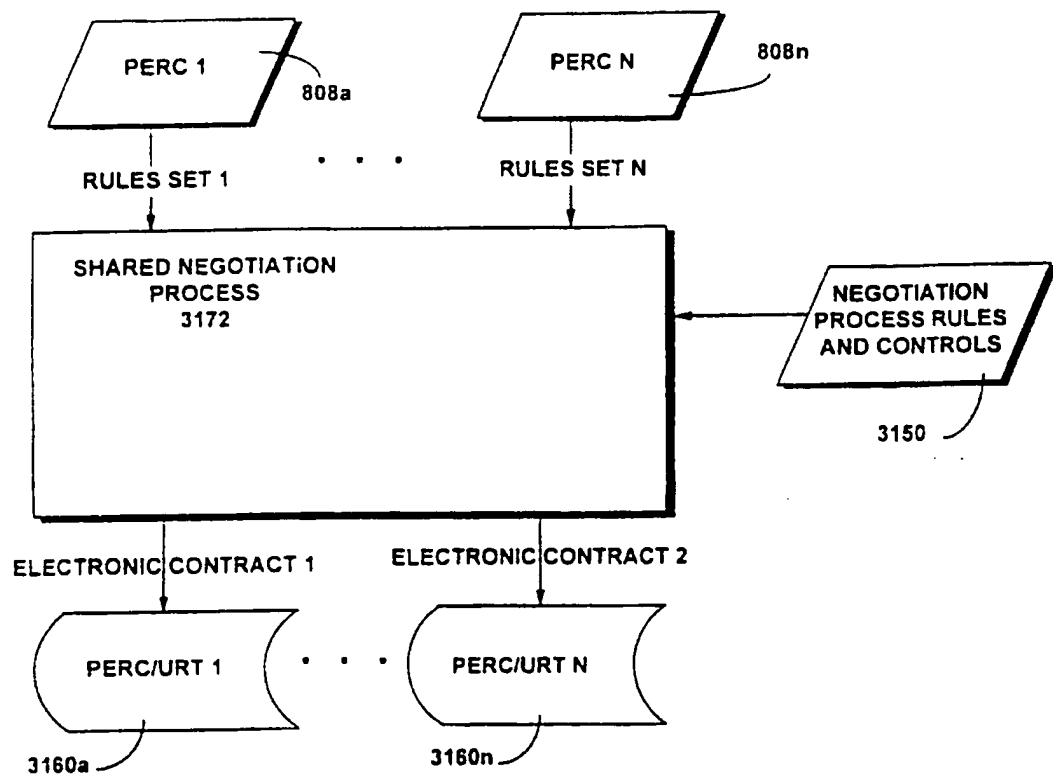 PERC 1
808a
PERC N
808n
RULES SET 1
RULES SET N
SHARED NEGOTIATiON
PROCESS
3172
NEGOTIATION
PROCESS RULES
AND CONTROLS
3150
ELECTRONIC CONTRACT 1
ELECTRONIC CONTRACT 2
PERC/URT 1
PERC/URT N
3160a
3160n